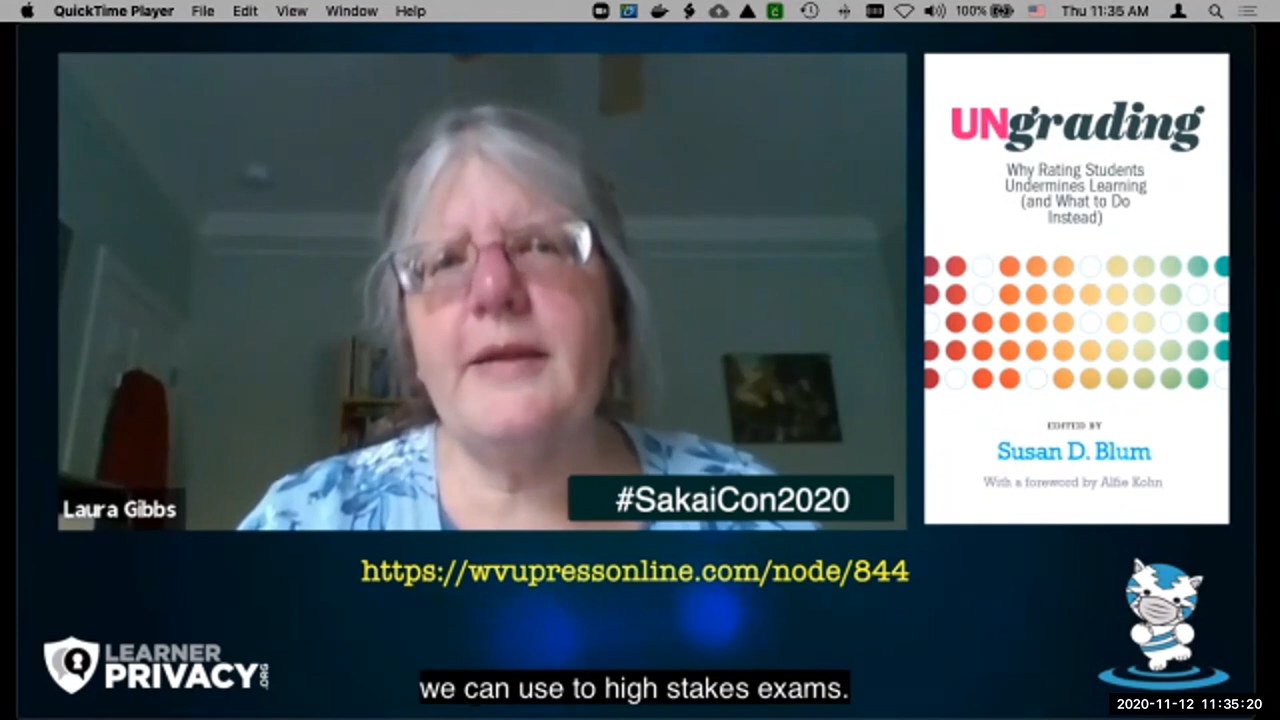 QuickTime Player File Edit View Window Help 100% Thu 11:35 AM
UNgrading
Why Rating Students
Undermines Learning
(and What to Do
Instead)
EDITED BY
Susan D. Blum
With a foreword by Alfie Kohn
Laura Gibbs
#SakaiCon2020
https://wvupressonline.com/node/844
LEARNER
PRIVACY.ORG
we can use to high stakes exams.
2020-11-12 11:35:20